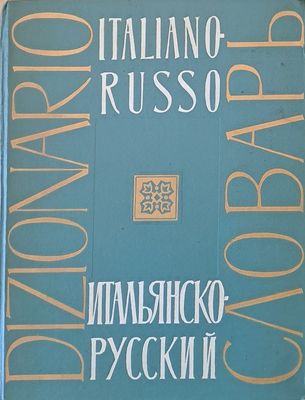 DIZIONARIO
ITALIANO-
RUSSO
ИТАЛЬЯНСКО-
РУССКИЙ
СЛОВАРЬ